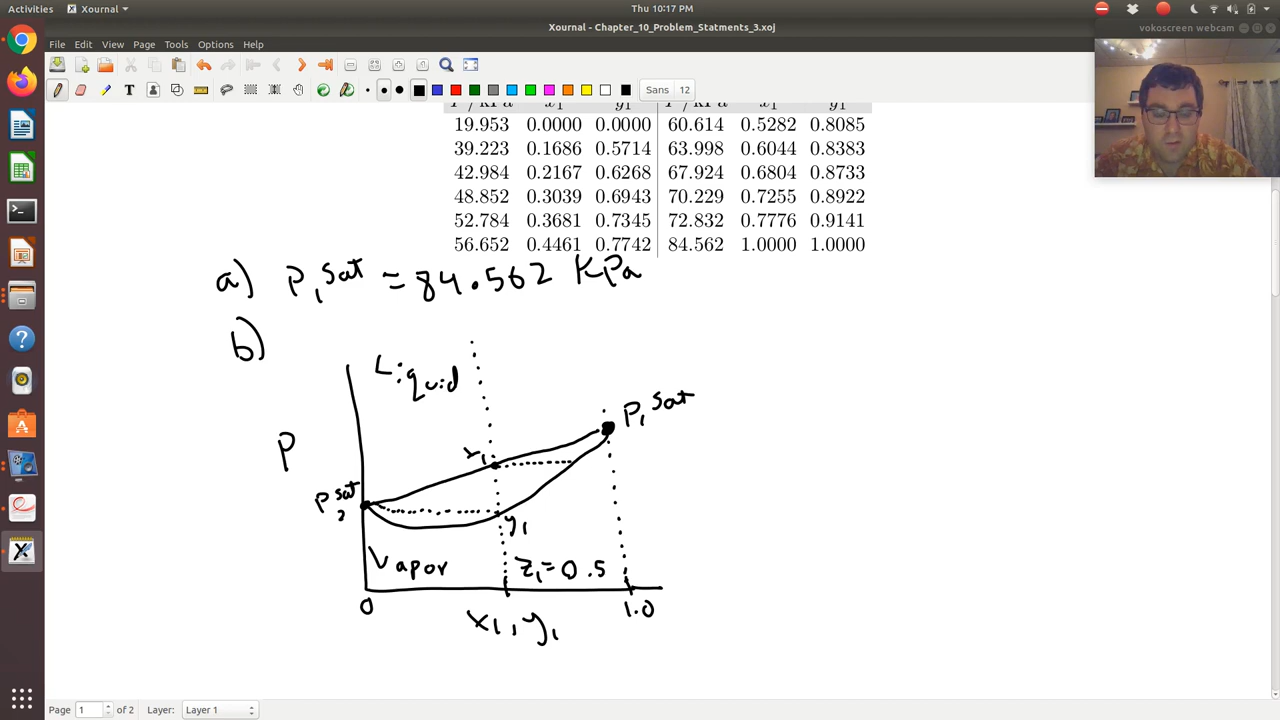 Activities
Xournal
Thu 10:17 PM
Xournal - Chapter_10_Problem_Statments_3.xoj
vokoscreen webcam
File Edit View Page Tools Options Help
Sans 12
P / kPa x₁ y₁ P / kPa x₁ y₁
19.953 0.0000 0.0000 60.614 0.5282 0.8085
39.223 0.1686 0.5714 63.998 0.6044 0.8383
42.984 0.2167 0.6268 67.924 0.6804 0.8733
48.852 0.3039 0.6943 70.229 0.7255 0.8922
52.784 0.3681 0.7345 72.832 0.7776 0.9141
56.652 0.4461 0.7742 84.562 1.0000 1.0000
a) P₁ˢᵃᵗ = 84.562 KPa
b)
Liquid
P₁ˢᵃᵗ
P
x₁
P₂ˢᵃᵗ
y₁
Vapor
z₁=0.5
0
1.0
x₁, y₁
Page 1 of 2 Layer: Layer 1